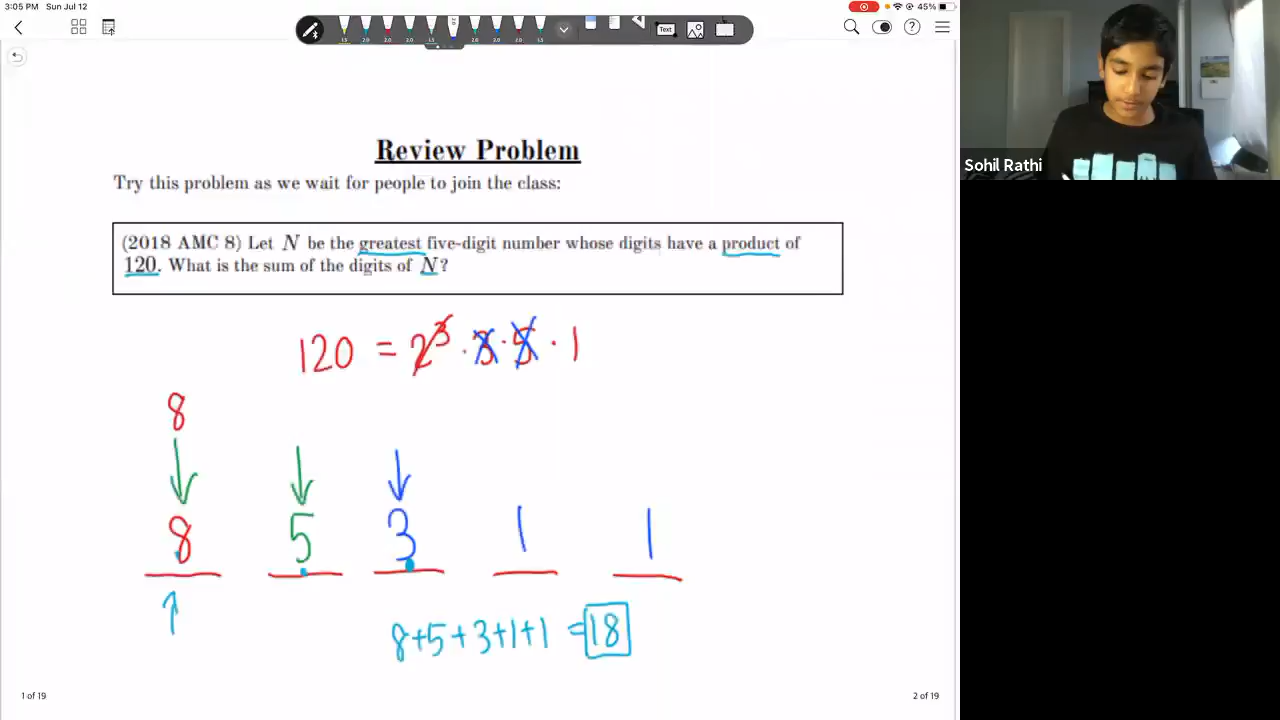 3:05 PM Sun Jul 12
45%
Text
Sohil Rathi
Review Problem
Try this problem as we wait for people to join the class:
(2018 AMC 8) Let N be the greatest five-digit number whose digits have a product of
120. What is the sum of the digits of N?
120 = 2³ · 3 · 5 · 1
8
8 5 3 1 1
8+5+3+1+1 = 18
1 of 19
2 of 19